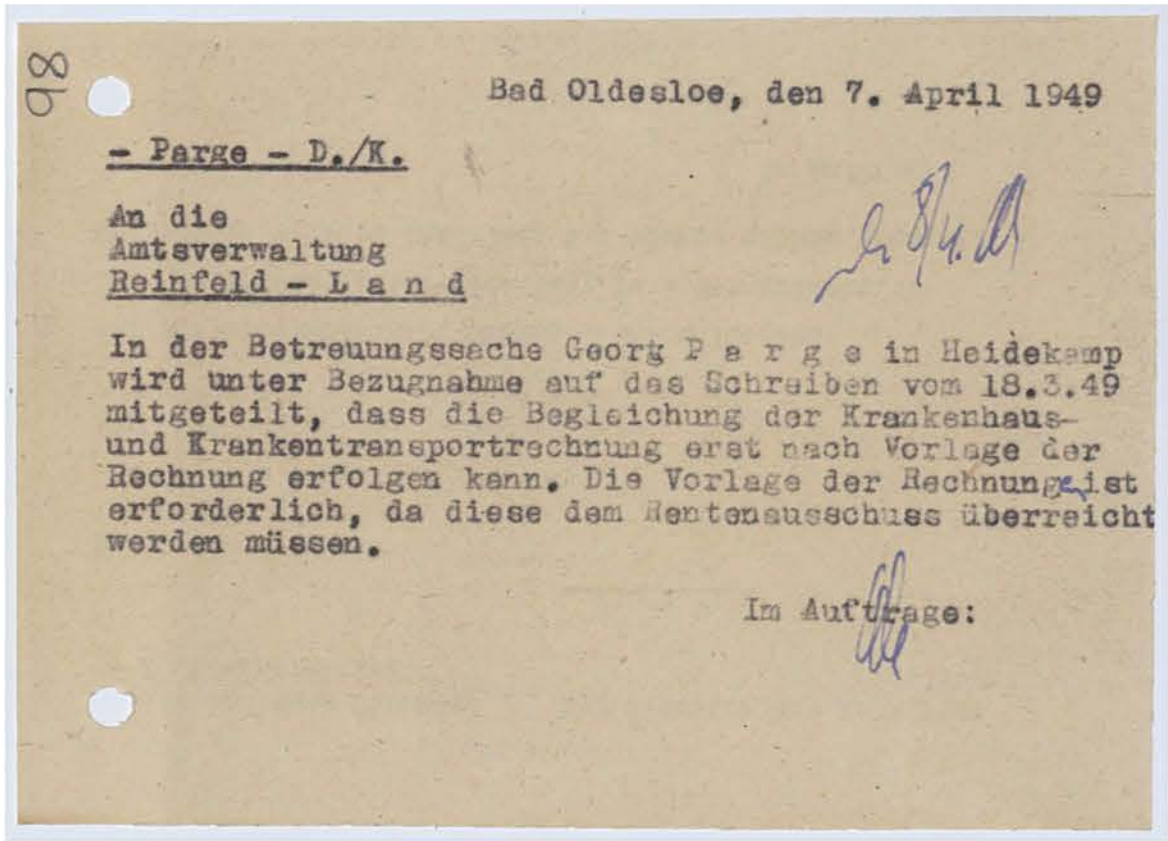 98
Bad Oldesloe, den 7. April 1949
- Parge - D./K.
An die
Amtsverwaltung
Reinfeld - L a n d
8/4.
In der Betreuungssache Georg P a r g e in Heidekamp
wird unter Bezugnahme auf das Schreiben vom 18.3.49
mitgeteilt, dass die Begleichung der Krankenhaus-
und Krankentransportrechnung erst nach Vorlage der
Rechnung erfolgen kann. Die Vorlage der Rechnungen ist
erforderlich, da diese dem Rentenausschuss überreicht
werden müssen.
Im Auftrage: